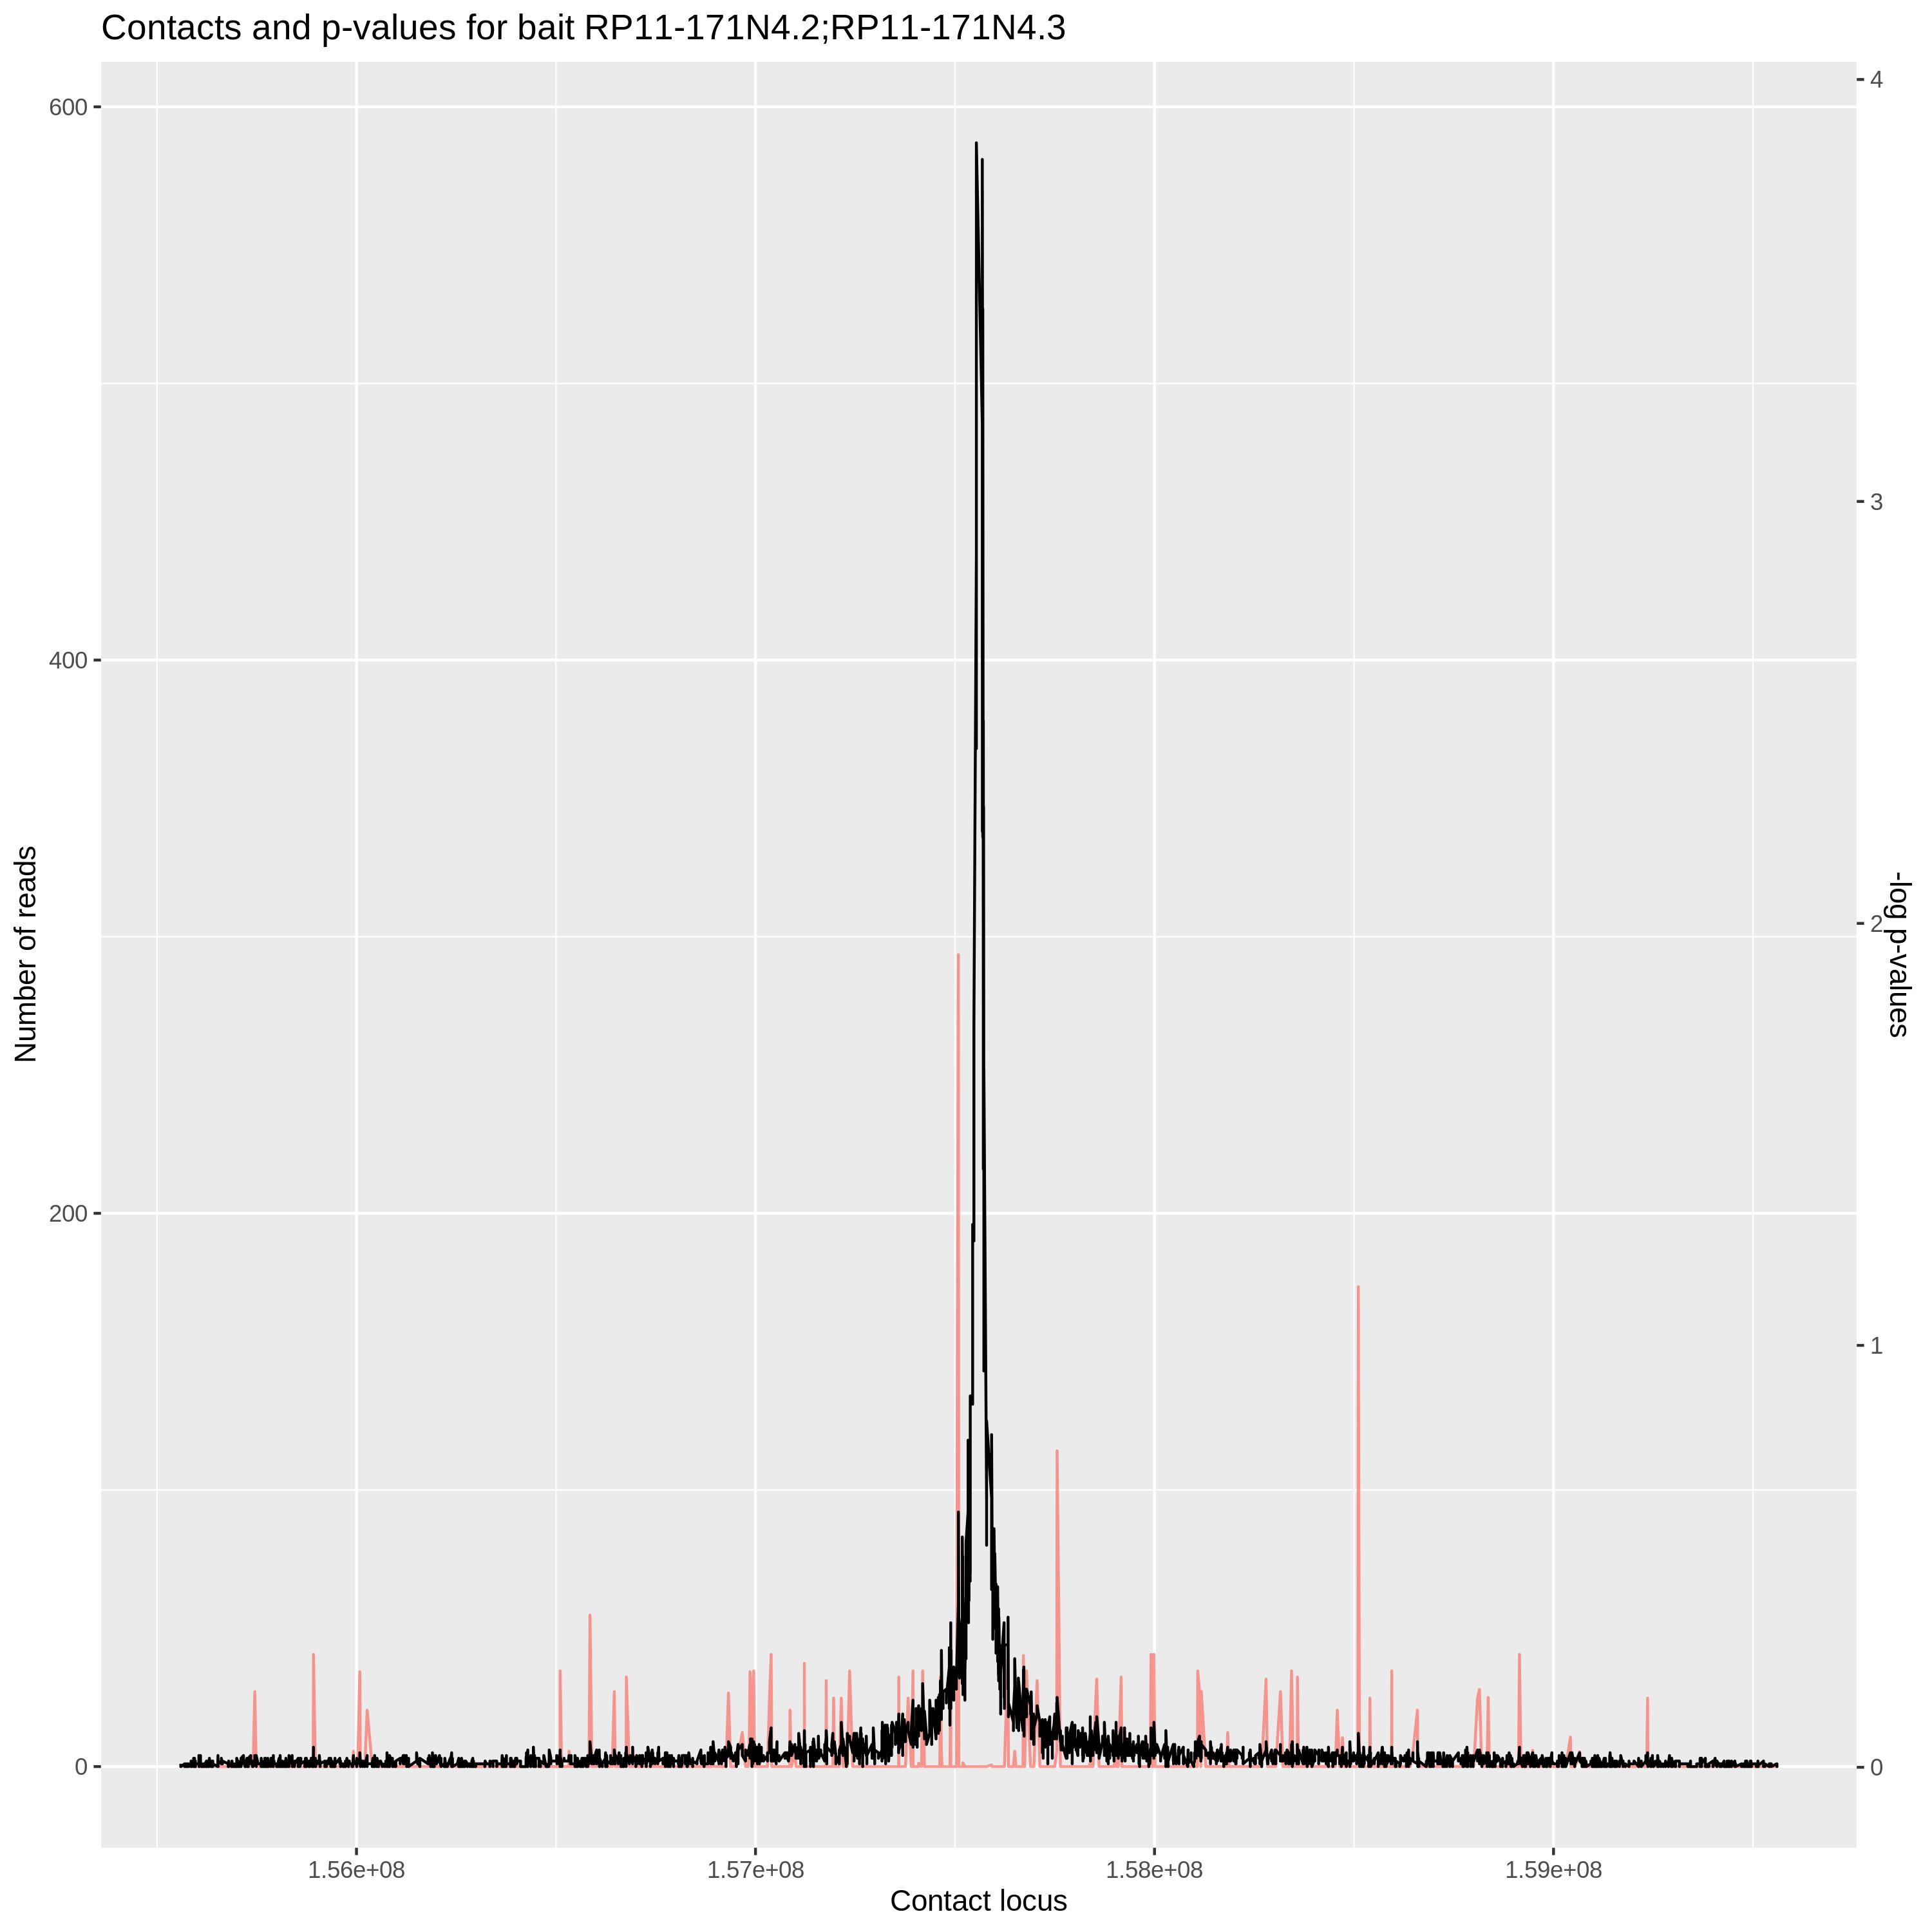 Contacts and p-values for bait RP11-171N4.2;RP11-171N4.3
600
400
200
0
Number of reads
4
3
2
1
0
-log p-values
1.56e+08
1.57e+08
1.58e+08
1.59e+08
Contact locus